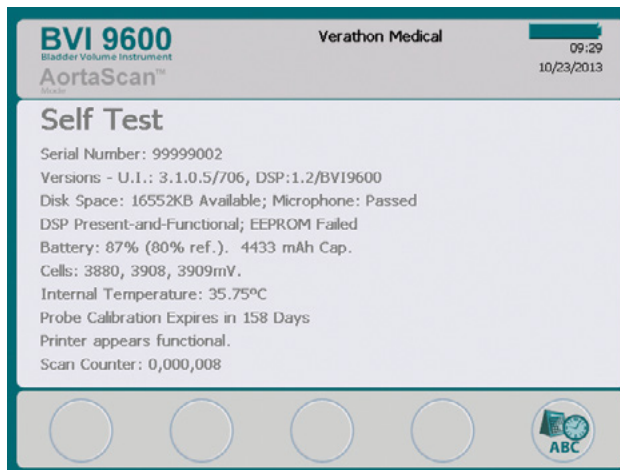 BVI 9600
Bladder Volume Instrument
AortaScan™
Mode
Verathon Medical
09:29
10/23/2013
Self Test
Serial Number: 99999002
Versions - U.I.: 3.1.0.5/706, DSP:1.2/BVI9600
Disk Space: 16552KB Available; Microphone: Passed
DSP Present-and-Functional; EEPROM Failed
Battery: 87% (80% ref.). 4433 mAh Cap.
Cells: 3880, 3908, 3909mV.
Internal Temperature: 35.75ºC
Probe Calibration Expires in 158 Days
Printer appears functional.
Scan Counter: 0,000,008
ABC